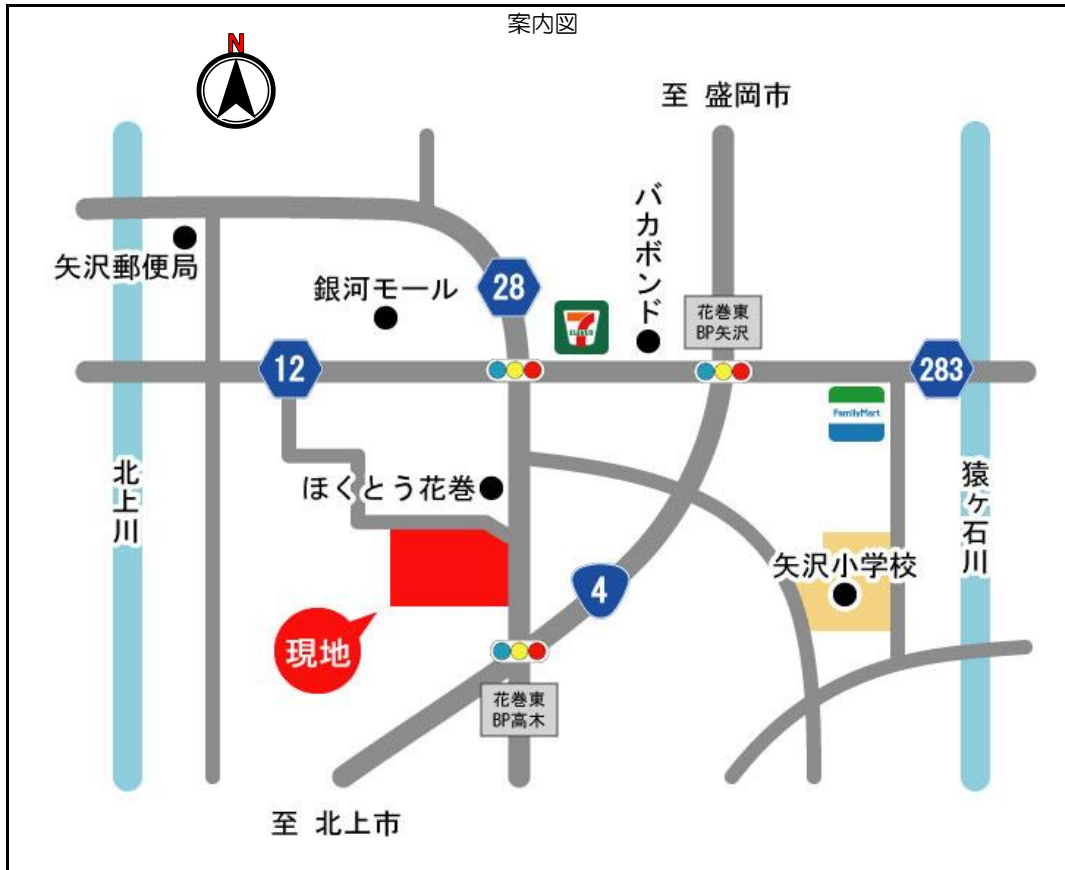 案内図
N
至 盛岡市
バカボンド
矢沢郵便局
銀河モール
28
7
ELEVEN
花巻東
BP矢沢
12
283
FamilyMart
北上川
ほくとう花巻
猿ヶ石川
矢沢小学校
4
現地
花巻東
BP高木
至 北上市